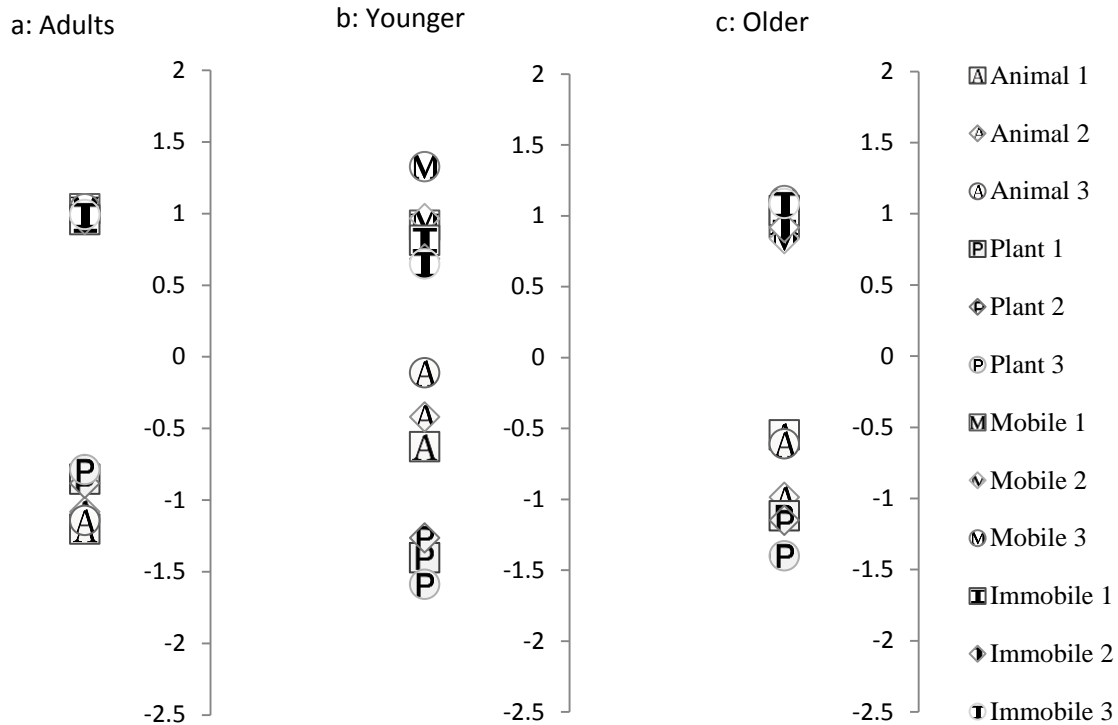 a: Adults
b: Younger
c: Older
2
1.5
1
0.5
0
-0.5
-1
-1.5
-2
-2.5
2
1.5
1
0.5
0
-0.5
-1
-1.5
-2
-2.5
2
1.5
1
0.5
0
-0.5
-1
-1.5
-2
-2.5
I
P
A
M
M
I
I
A
A
A
P
P
P
I
I
A
A
P
P
A Animal 1
A Animal 2
A Animal 3
P Plant 1
P Plant 2
P Plant 3
M Mobile 1
M Mobile 2
M Mobile 3
I Immobile 1
I Immobile 2
I Immobile 3